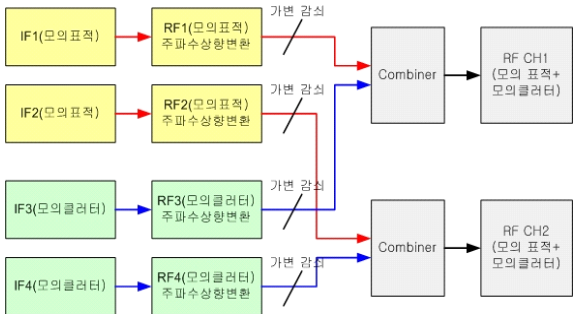 IF1(모의표적)
RF1(모의표적)
주파수상향변환
가변 감쇠
Combiner
RF CH1
(모의 표적+
모의클러터)
IF2(모의표적)
RF2(모의표적)
주파수상향변환
가변 감쇠
IF3(모의클러터)
RF3(모의클러터)
주파수상향변환
가변 감쇠
Combiner
RF CH2
(모의 표적+
모의클러터)
IF4(모의클러터)
RF4(모의클러터)
주파수상향변환
가변 감쇠